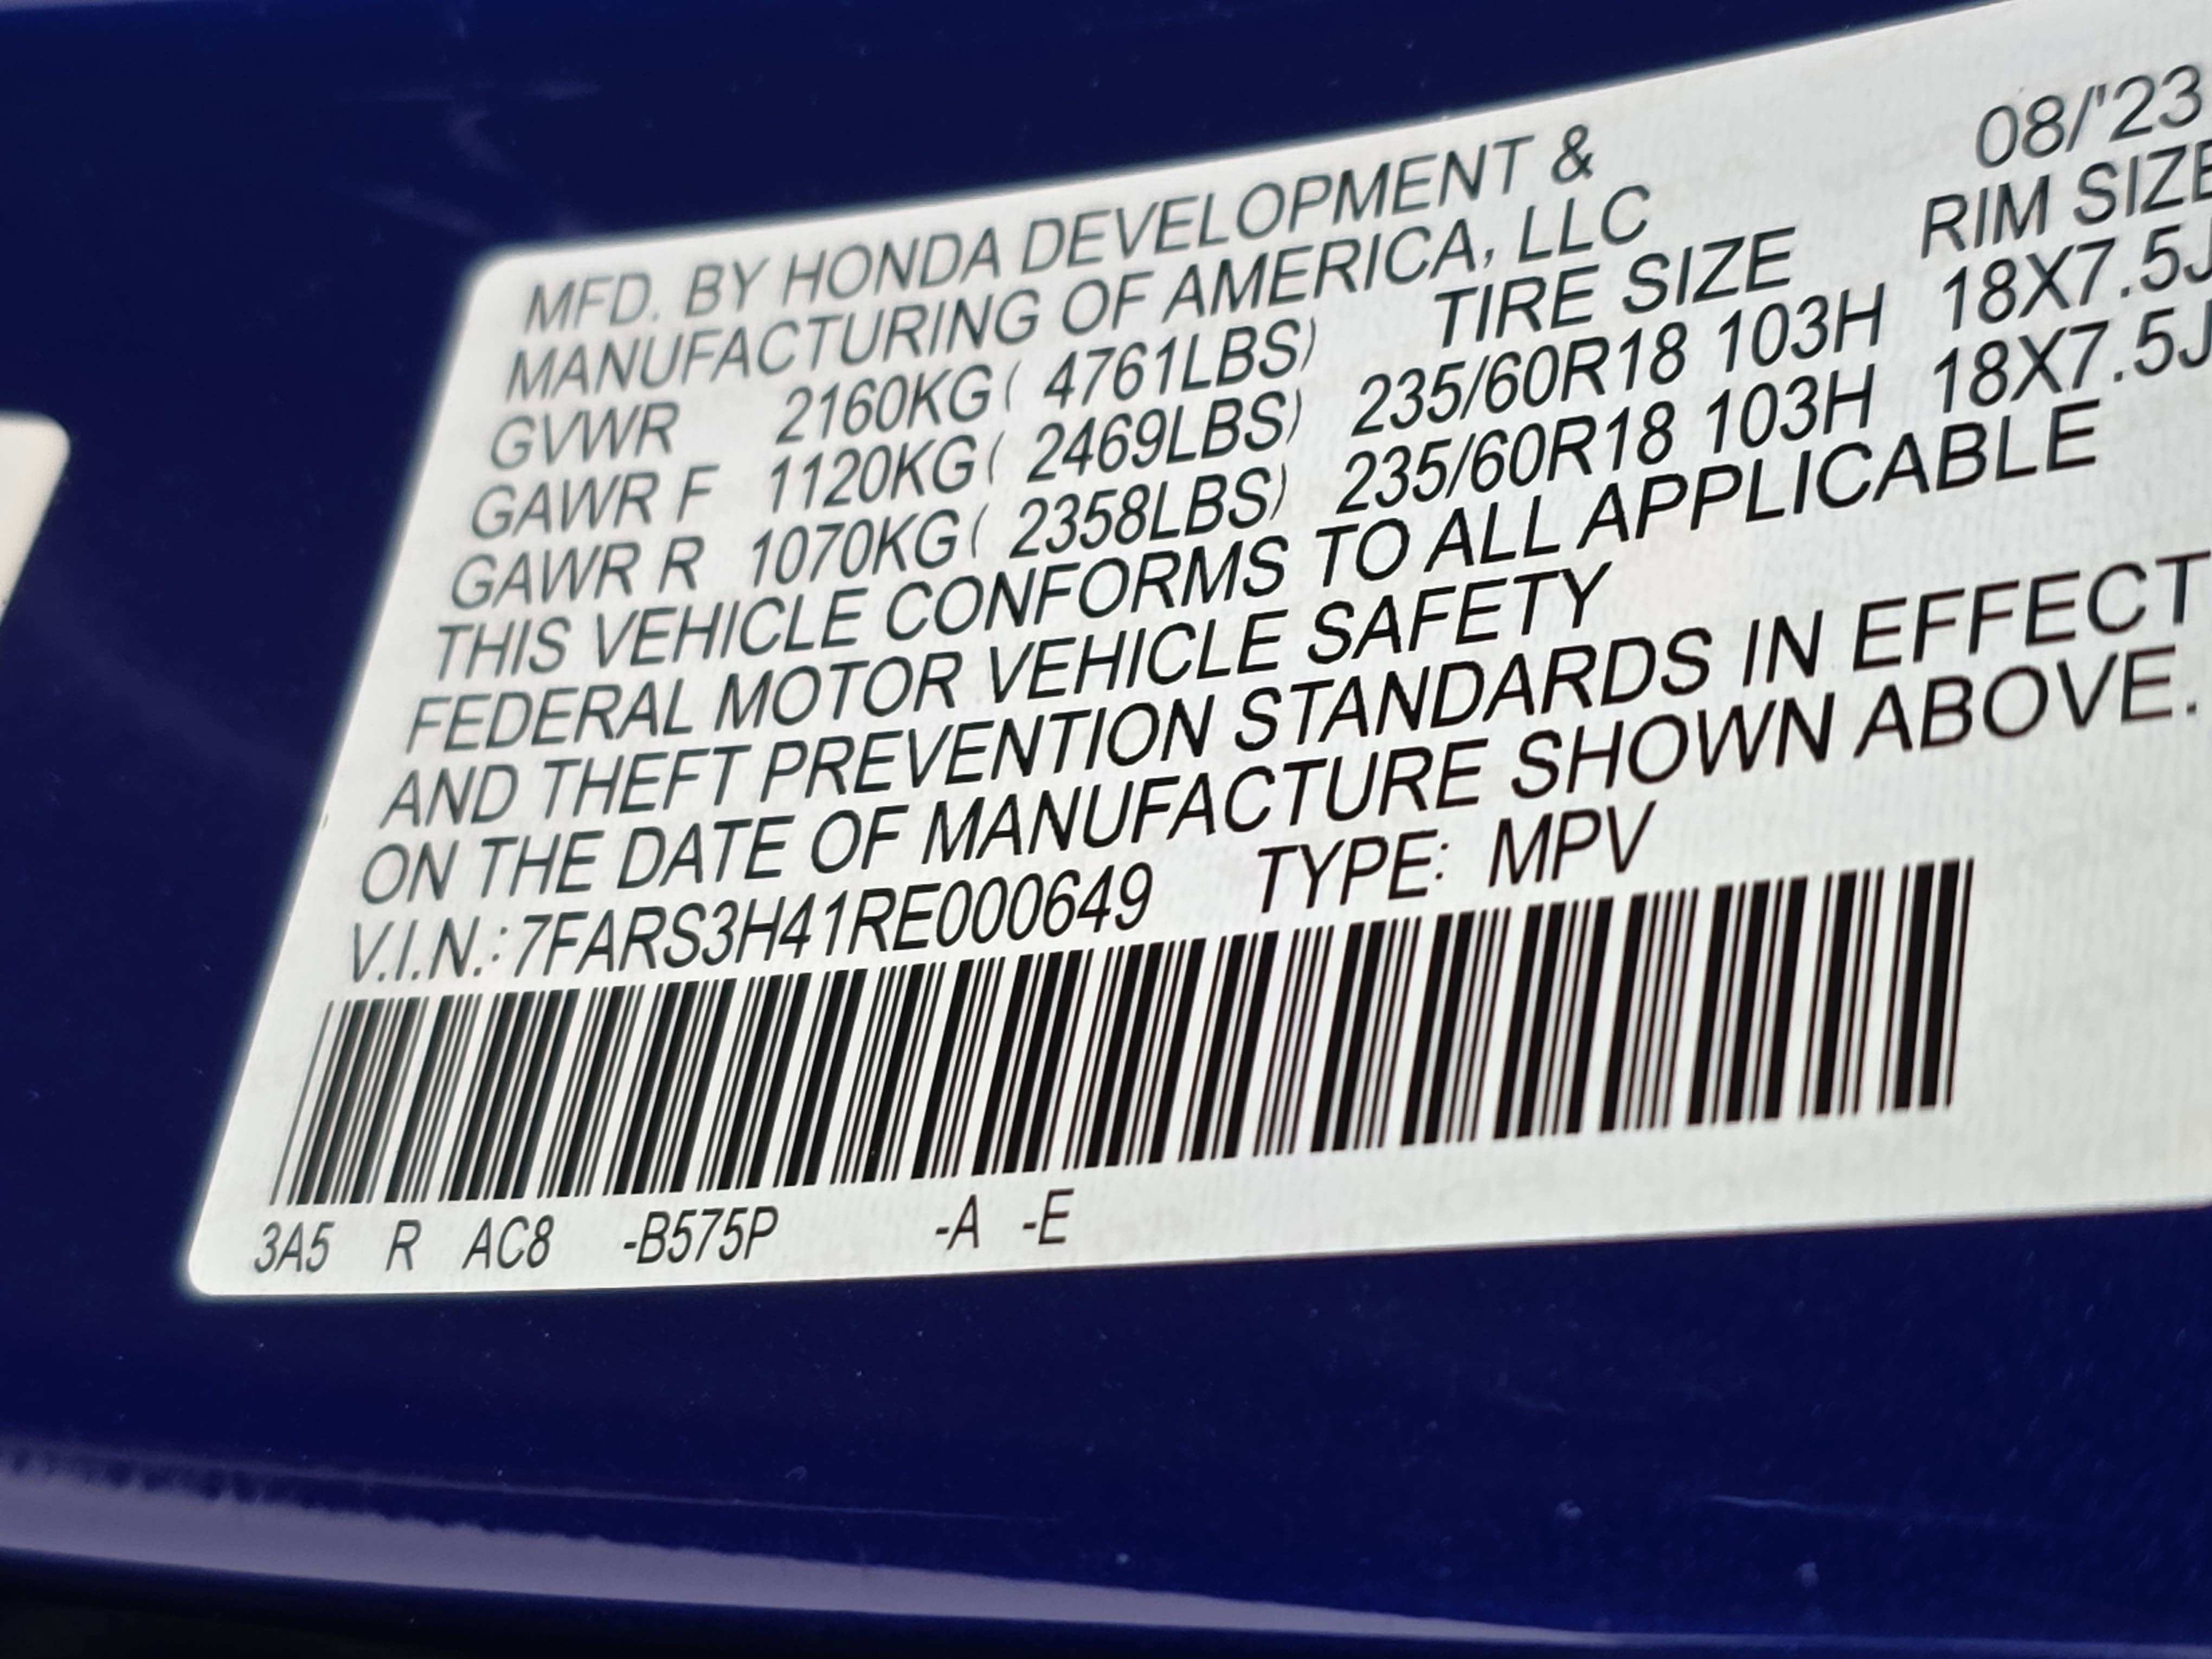 08/'23
MFD. BY HONDA DEVELOPMENT &
MANUFACTURING OF AMERICA, LLC
TIRE SIZE RIM SIZE
GVWR 2160KG( 4761LBS)
GAWR F 1120KG( 2469LBS) 235/60R18 103H 18X7.5J
GAWR R 1070KG( 2358LBS) 235/60R18 103H 18X7.5J
THIS VEHICLE CONFORMS TO ALL APPLICABLE
FEDERAL MOTOR VEHICLE SAFETY
AND THEFT PREVENTION STANDARDS IN EFFECT
ON THE DATE OF MANUFACTURE SHOWN ABOVE.
V.I.N.: 7FARS3H41RE000649 TYPE: MPV
3A5 R AC8 -B575P -A -E